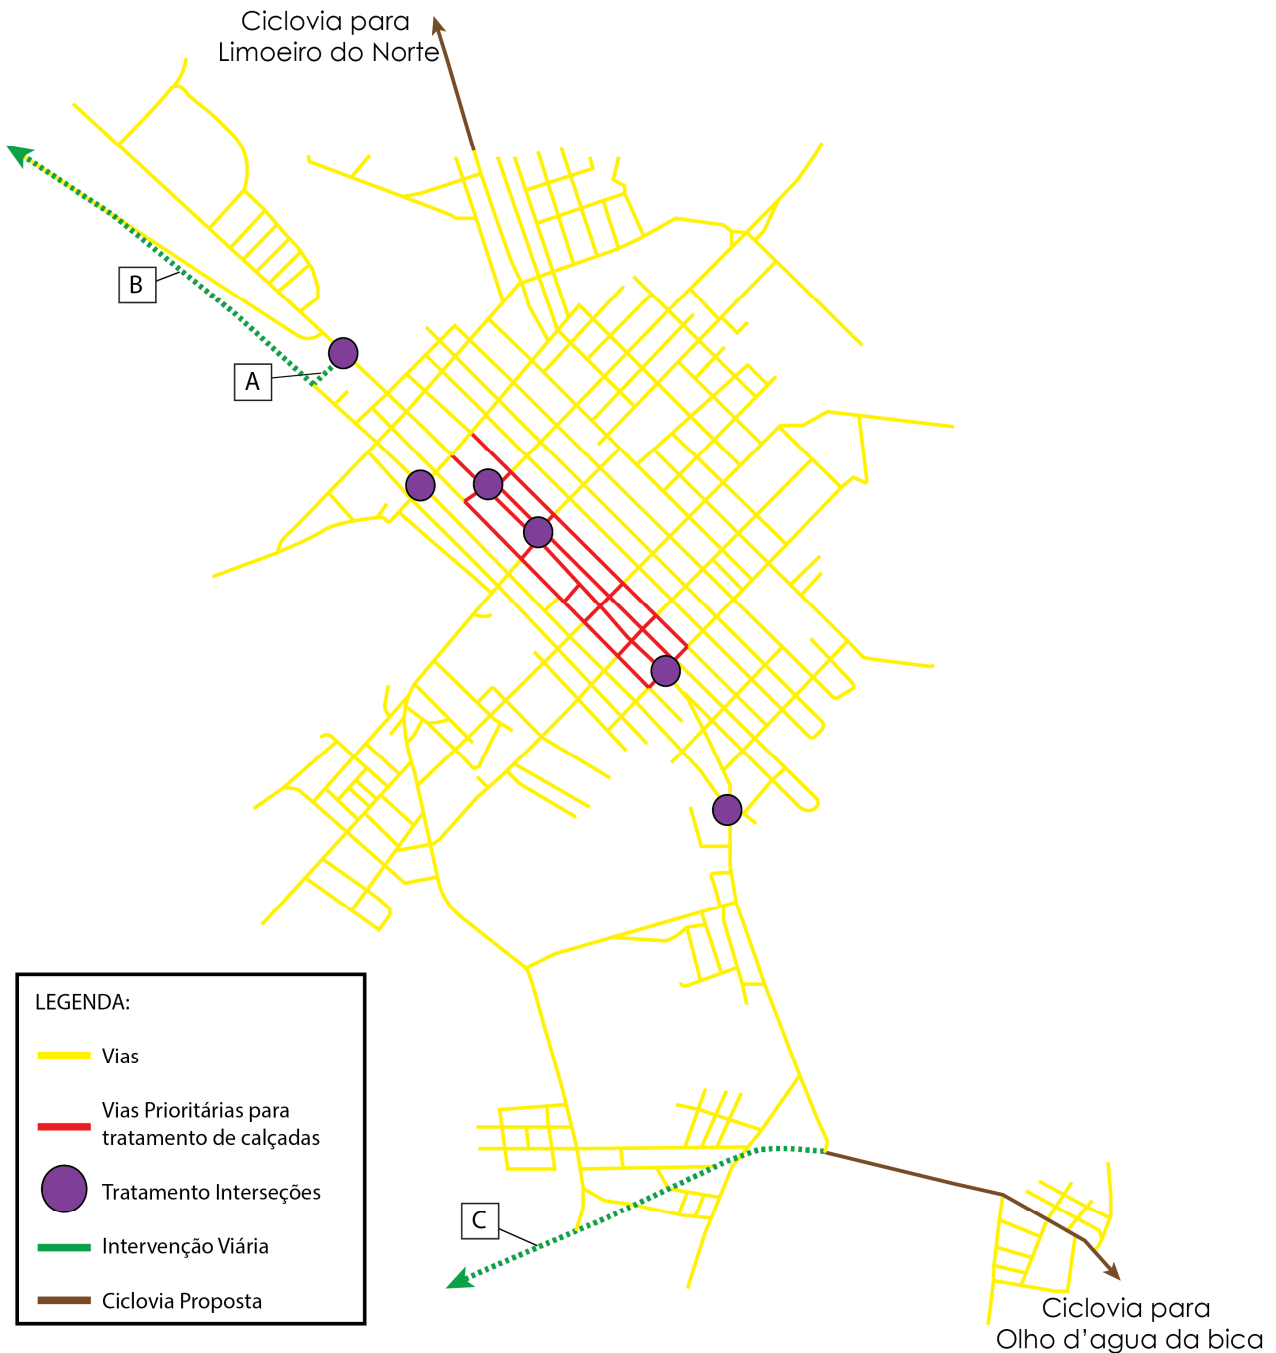 Ciclovia para
Limoeiro do Norte
B
A
C
LEGENDA:
Vias
Vias Prioritárias para
tratamento de calçadas
Tratamento Interseções
Intervenção Viária
Ciclovia Proposta
Ciclovia para
Olho d'agua da bica